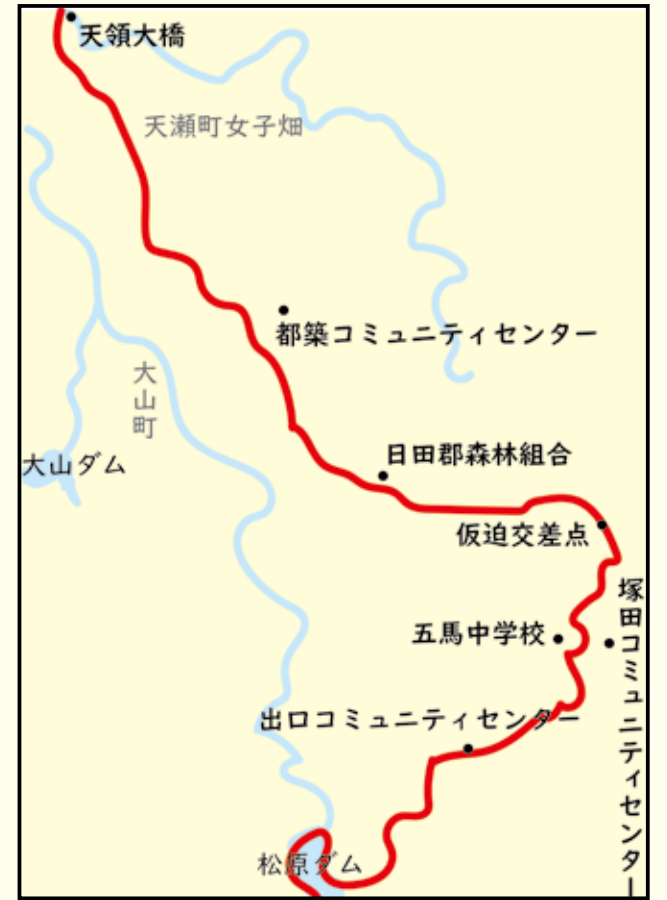 天領大橋
天瀬町女子畑
都築コミュニティセンター
大山町
日田郡森林組合
大山ダム
仮迫交差点
塚田コミュニティセンター
五馬中学校
出口コミュニティセンター
松原ダム